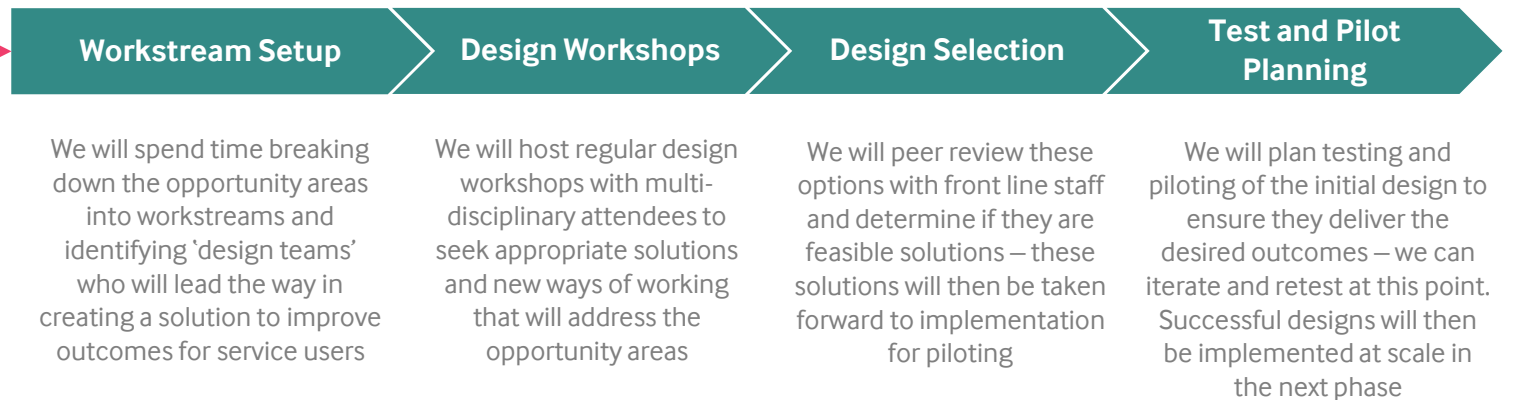 Workstream Setup
We will spend time breaking
down the opportunity areas
into workstreams and
identifying ‘design teams’
who will lead the way in
creating a solution to improve
outcomes for service users
Design Workshops
We will host regular design
workshops with multi-
disciplinary attendees to
seek appropriate solutions
and new ways of working
that will address the
opportunity areas
Design Selection
We will peer review these
options with front line staff
and determine if they are
feasible solutions – these
solutions will then be taken
forward to implementation
for piloting
Test and Pilot
Planning
We will plan testing and
piloting of the initial design to
ensure they deliver the
desired outcomes – we can
iterate and retest at this point.
Successful designs will then
be implemented at scale in
the next phase